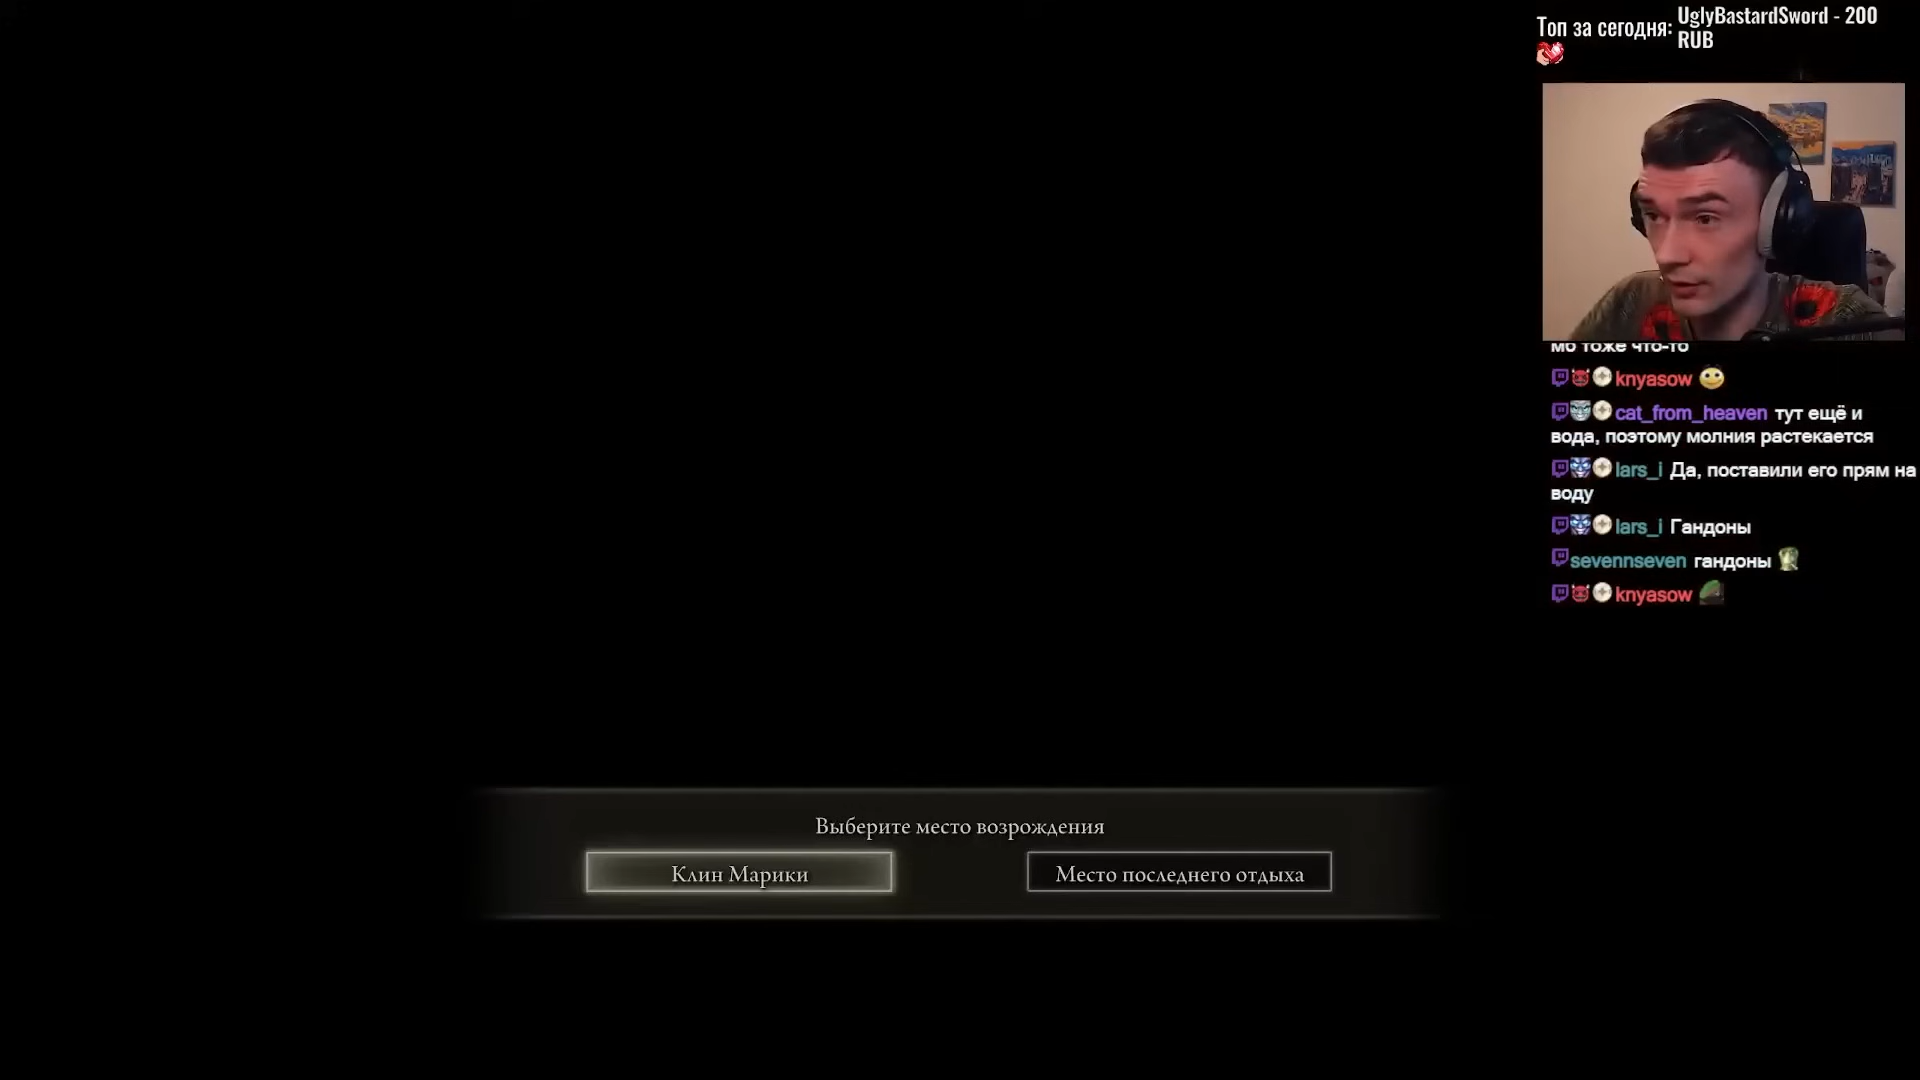 Топ за сегодня: UglyBastardSword - 200
RUB
мо тоже что-то
knyasow
cat_from_heaven тут ещё и
вода, поэтому молния растекается
lars_i Да, поставили его прям на
воду
lars_i Гандоны
sevennseven гандоны
knyasow
Выберите место возрождения
Клин Марики
Место последнего отдыха